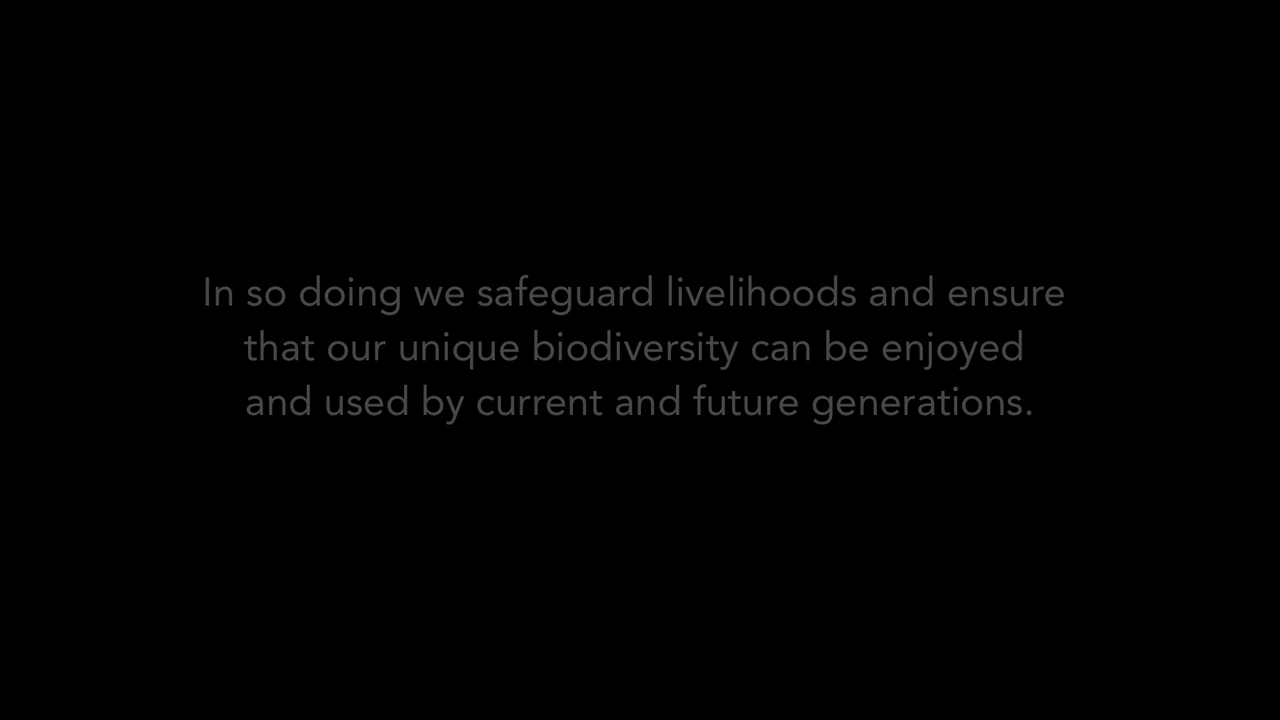 In so doing we safeguard livelihoods and ensure
that our unique biodiversity can be enjoyed
and used by current and future generations.